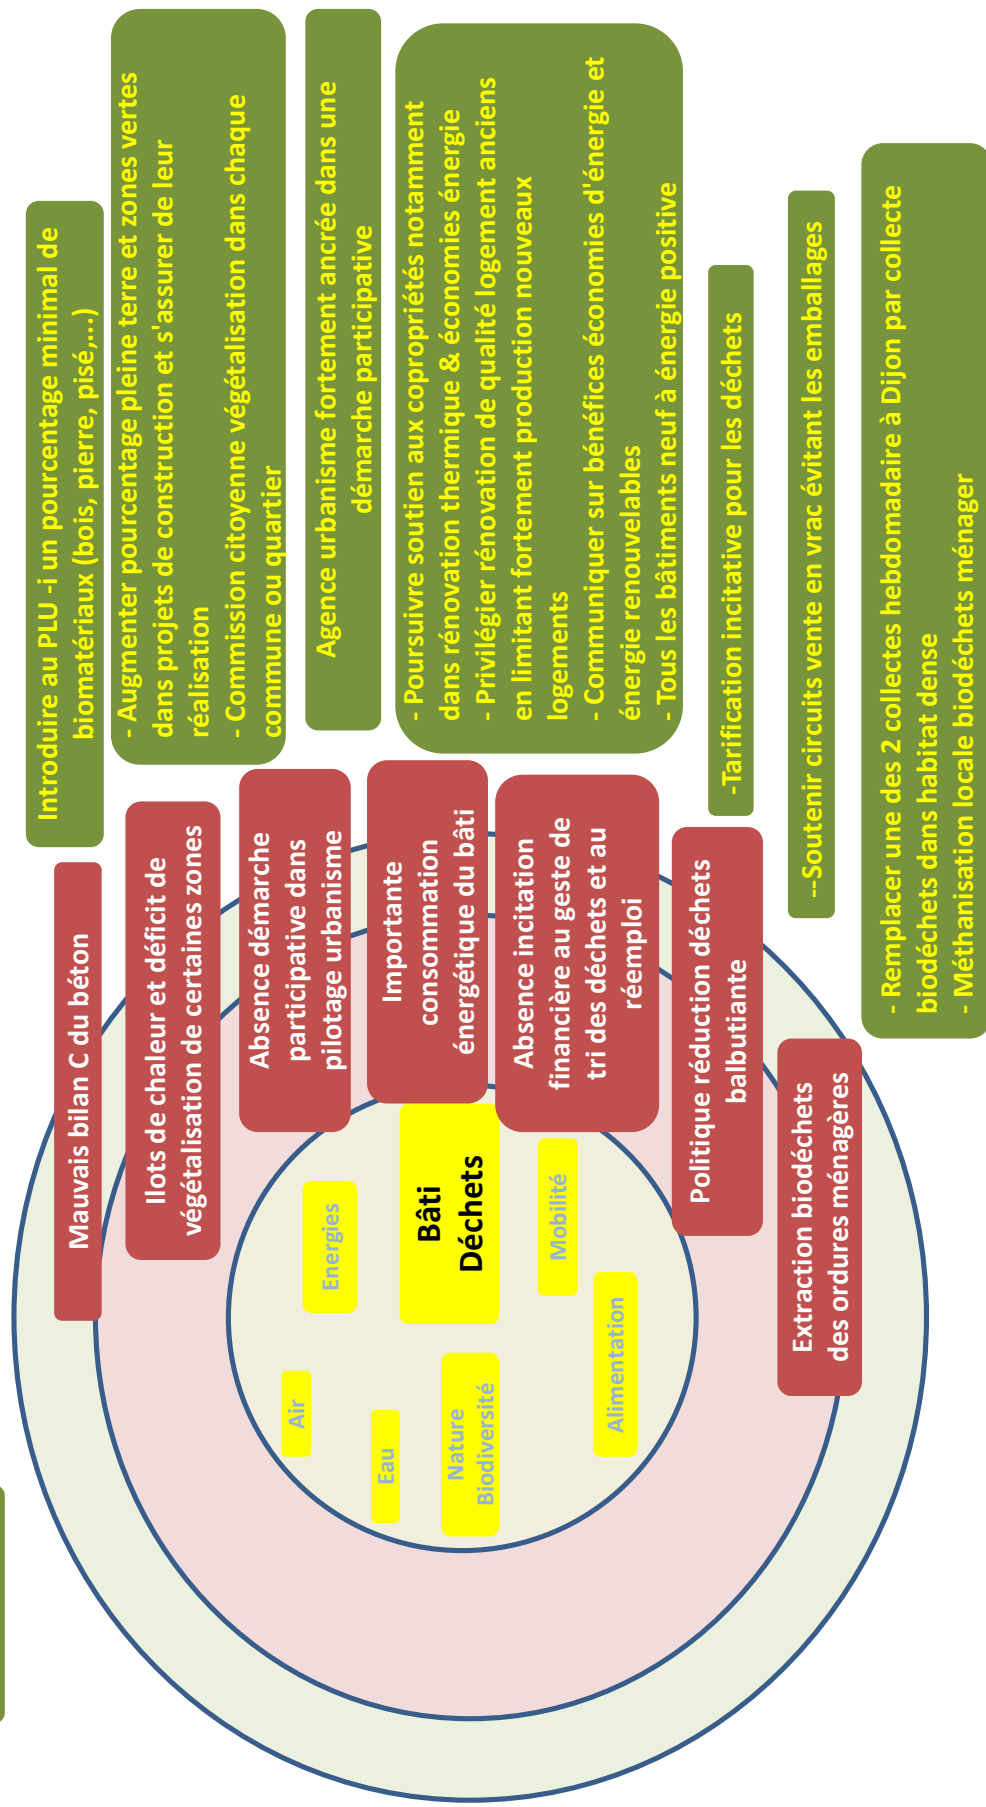 Air
Eau
Nature
Biodiversité
Energies
Bâti
Déchets
Mobilité
Alimentation
Mauvais bilan C du béton
Ilots de chaleur et déficit de
végétalisation de certaines zones
Absence démarche
participative dans
pilotage urbanisme
Importante
consommation
énergétique du bâti
Absence incitation
financière au geste de
tri des déchets et au
réemploi
Politique réduction déchets
balbutiante
Extraction biodéchets
des ordures ménagères
Introduire au PLU -i un pourcentage minimal de
biomatériaux (bois, pierre, pisé,...)
- Augmenter pourcentage pleine terre et zones vertes
dans projets de construction et s'assurer de leur
réalisation
- Commission citoyenne végétalisation dans chaque
commune ou quartier
Agence urbanisme fortement ancrée dans une
démarche participative
- Poursuivre soutien aux copropriétés notamment
dans rénovation thermique & économies énergie
- Privilégier rénovation de qualité logement anciens
en limitant fortement production nouveaux
logements
- Communiquer sur bénéfices économies d'énergie et
énergie renouvelables
- Tous les bâtiments neuf à énergie positive
-Tarification incitative pour les déchets
--Soutenir circuits vente en vrac évitant les emballages
- Remplacer une des 2 collectes hebdomadaire à Dijon par collecte
biodéchets dans habitat dense
- Méthanisation locale biodéchets ménager